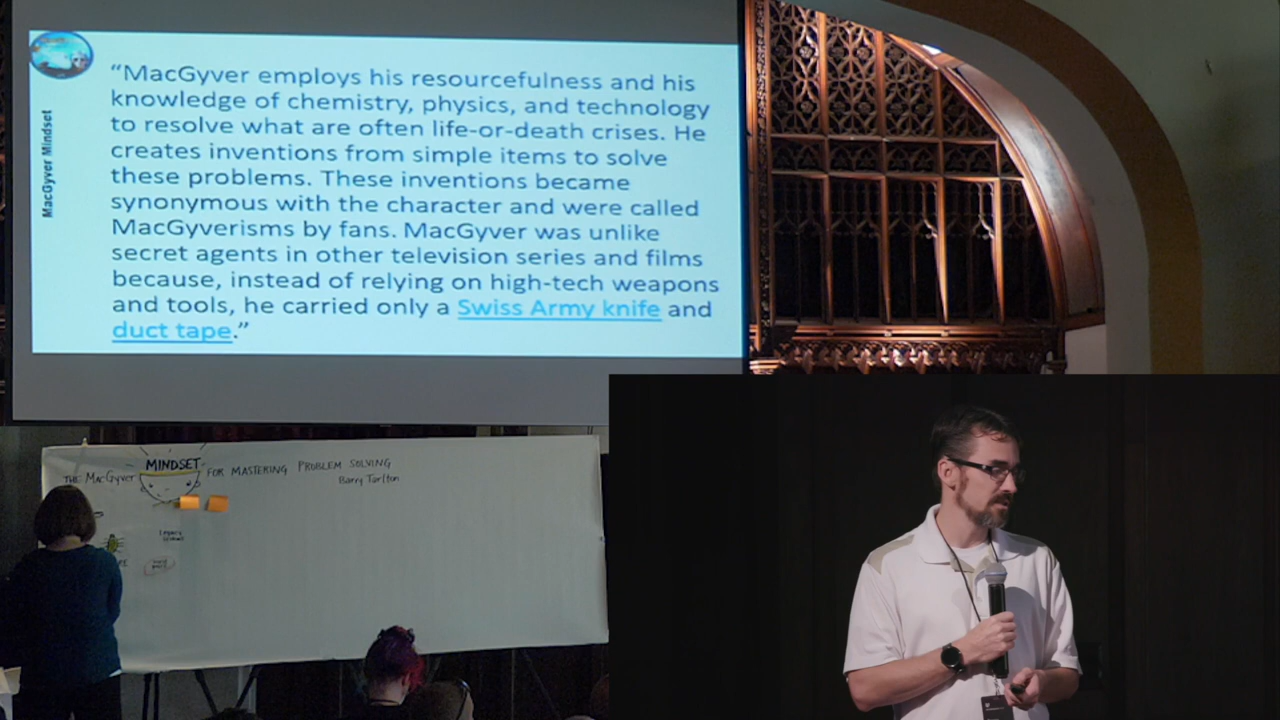 “MacGyver employs his resourcefulness and his
knowledge of chemistry, physics, and technology
to resolve what are often life-or-death crises. He
creates inventions from simple items to solve
these problems. These inventions became
synonymous with the character and were called
MacGyverisms by fans. MacGyver was unlike
secret agents in other television series and films
because, instead of relying on high-tech weapons
and tools, he carried only a Swiss Army knife and
duct tape.”
MacGyver Mindset
THE MacGyver MINDSET FOR MASTERING PROBLEM SOLVING
Barry Tarlton